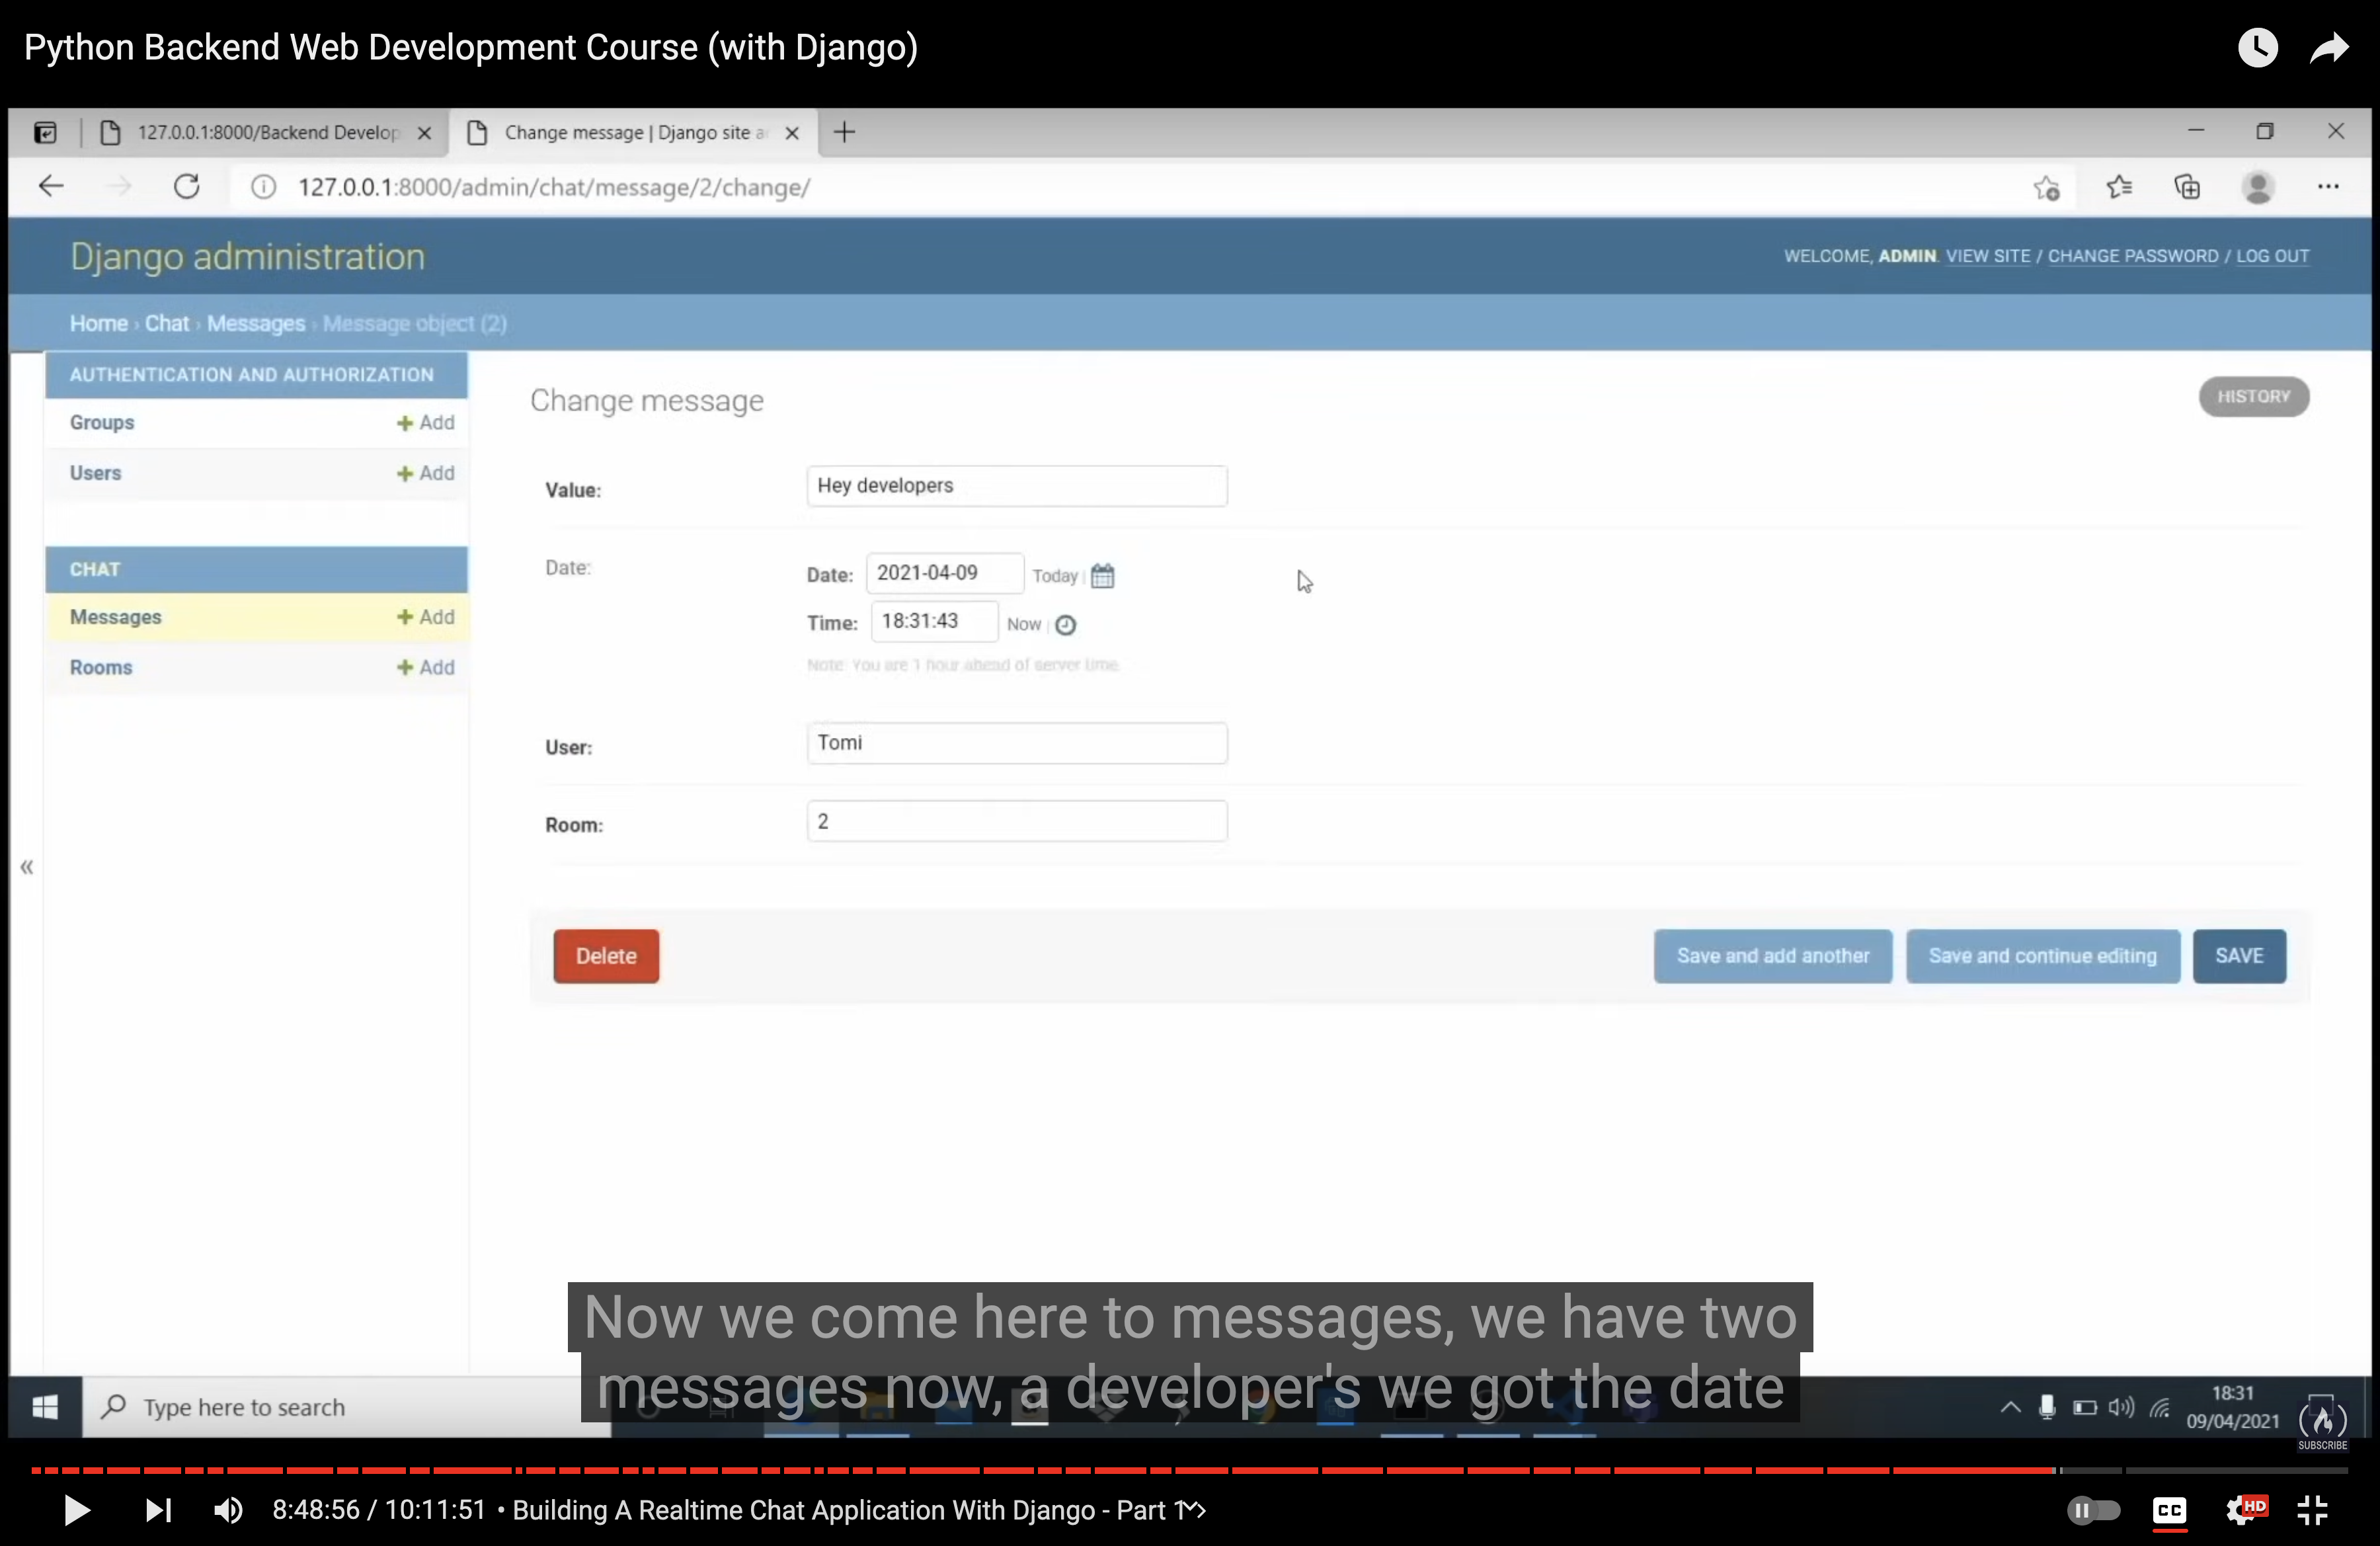 Python Backend Web Development Course (with Django)
127.0.0.1:8000/Backend Develop
Change message | Django site a
127.0.0.1:8000/admin/chat/message/2/change/
Django administration
WELCOME, ADMIN. VIEW SITE / CHANGE PASSWORD / LOG OUT
Home › Chat › Messages › Message object (2)
AUTHENTICATION AND AUTHORIZATION
Groups + Add
Users + Add
CHAT
Messages + Add
Rooms + Add
«
Change message
HISTORY
Value: Hey developers
Date: Date: 2021-04-09 Today |
Time: 18:31:43 Now |
Note: You are 1 hour ahead of server time.
User: Tomi
Room: 2
Delete
Save and add another
Save and continue editing
SAVE
Now we come here to messages, we have two
messages now, a developer's we got the date
Type here to search
18:31
09/04/2021
SUBSCRIBE
8:48:56 / 10:11:51 • Building A Realtime Chat Application With Django - Part 1
CC
HD